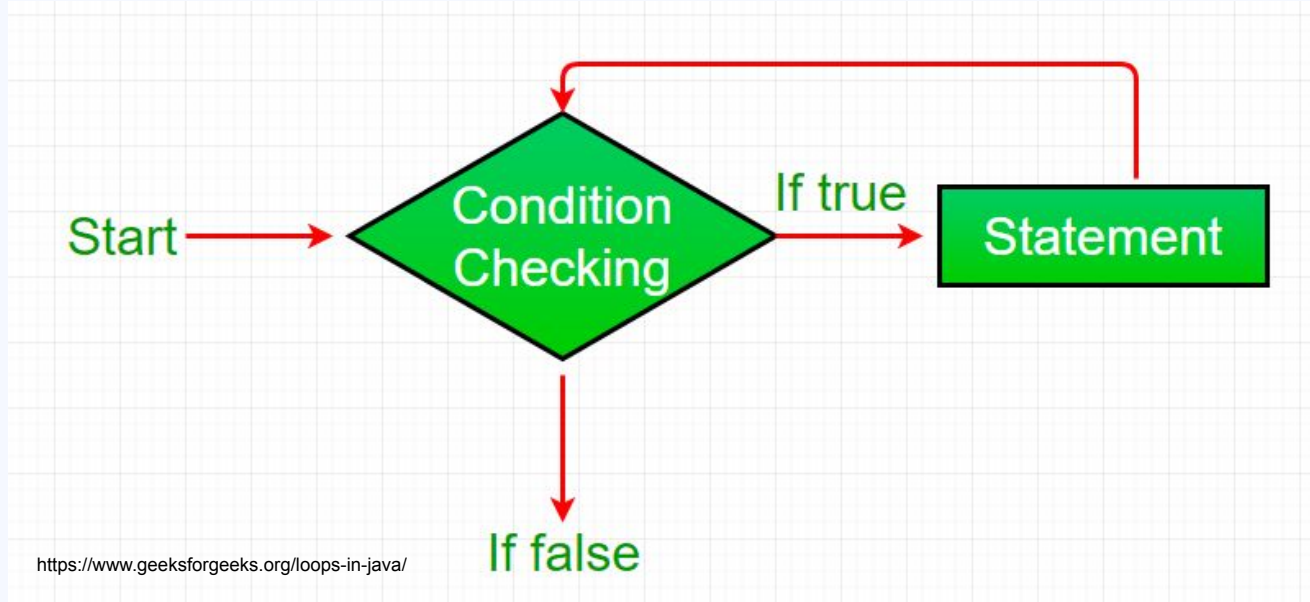 Start
Condition
Checking
If true
Statement
If false
https://www.geeksforgeeks.org/loops-in-java/